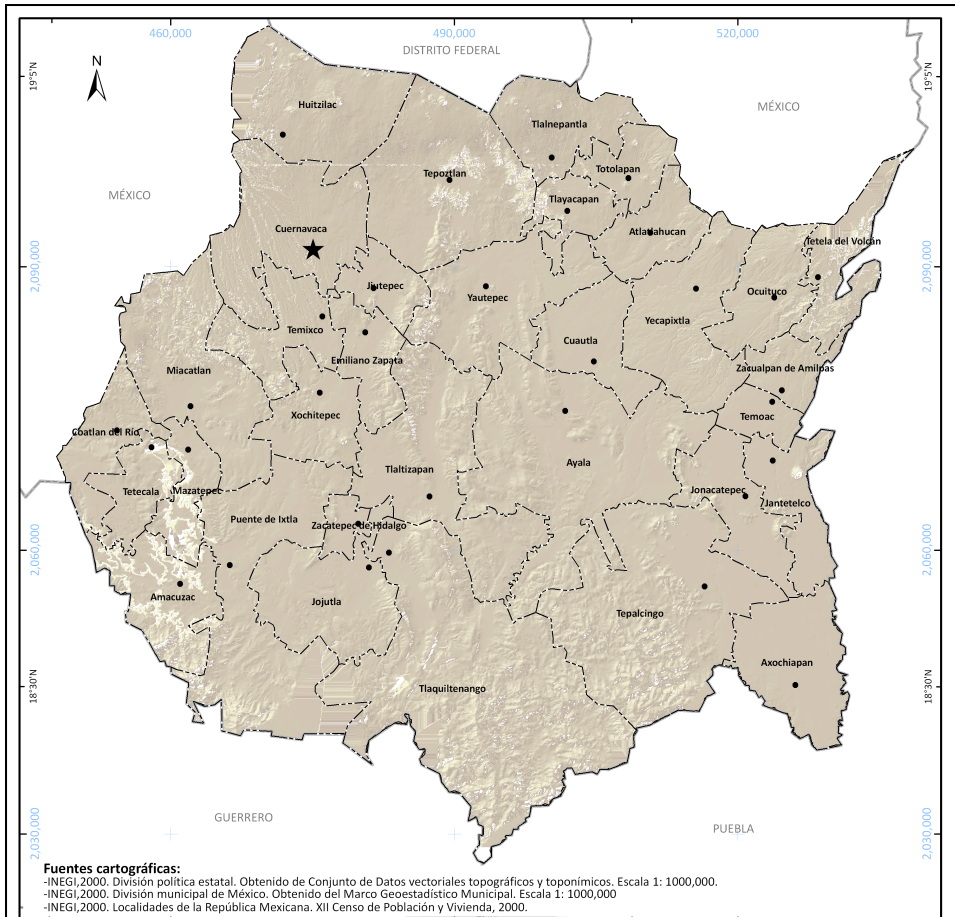 460,000
490,000
520,000
DISTRITO FEDERAL
19°5'N
19°5'N
N
Huitzilac
MÉXICO
Tlalnepantla
Tepoztlan
Totolapan
MÉXICO
Tlayacapan
Cuernavaca
Atlatlahucan
Tetela del Volcán
2,090,000
2,090,000
Jiutepec
Yautepec
Ocuituco
Temixco
Yecapixtla
Cuautla
Emiliano Zapata
Miacatlan
Zacualpan de Amilpas
Xochitepec
Temoac
Coatlan del Río
Ayala
Tlaltizapan
Tetecala
Mazatepec
Jonacatepec
Jantetelco
Puente de Ixtla
Zacatepec de Hidalgo
2,060,000
2,060,000
Amacuzac
Jojutla
Tepalcingo
Axochiapan
18°30'N
18°30'N
Tlaquiltenango
GUERRERO
PUEBLA
2,030,000
2,030,000
Fuentes cartográficas:
-INEGI,2000. División política estatal. Obtenido de Conjunto de Datos vectoriales topográficos y toponímicos. Escala 1: 1000,000.
-INEGI,2000. División municipal de México. Obtenido del Marco Geoestadístico Municipal. Escala 1: 1000,000
-INEGI,2000. Localidades de la República Mexicana. XII Censo de Población y Vivienda, 2000.